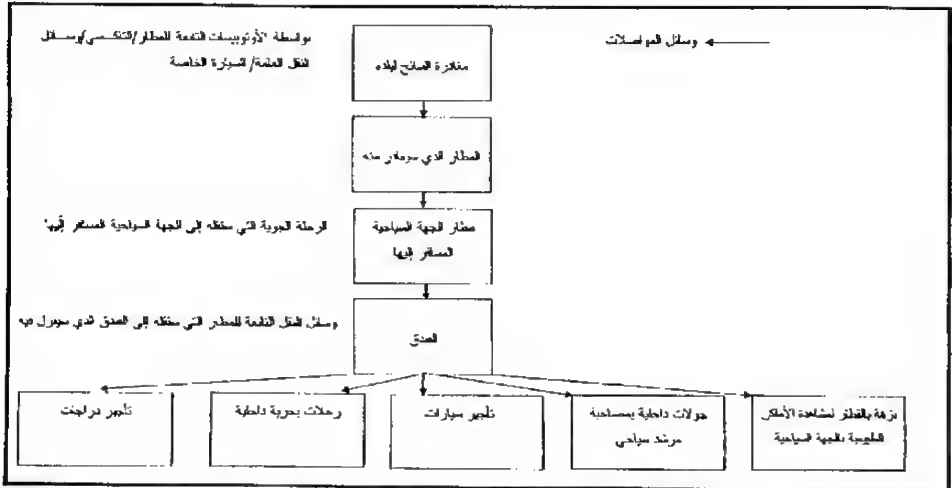 وسائل المواصلات
بواسطة الأوتوبيسات التابعة للمطار/التاكسي/وسائل
النقل العامة/السيارة الخاصة
مغادرة السائح لبلده
المطار الذي سيغادر منه
الرحلة الجوية التي ستنقله إلى الجهة السياحية المسافر إليها
مطار الجهة السياحية
المسافر إليها
وسائل النقل التابعة للمطار التي ستنقله إلى الفندق الذي سينزل فيه
الفندق
نزهة بالقطار لمشاهدة الأماكن
الطبيعية بالجهة السياحية
جولات داخلية بمصاحبة
مرشد سياحي
تأجير سيارات
رحلات بحرية داخلية
تأجير دراجات